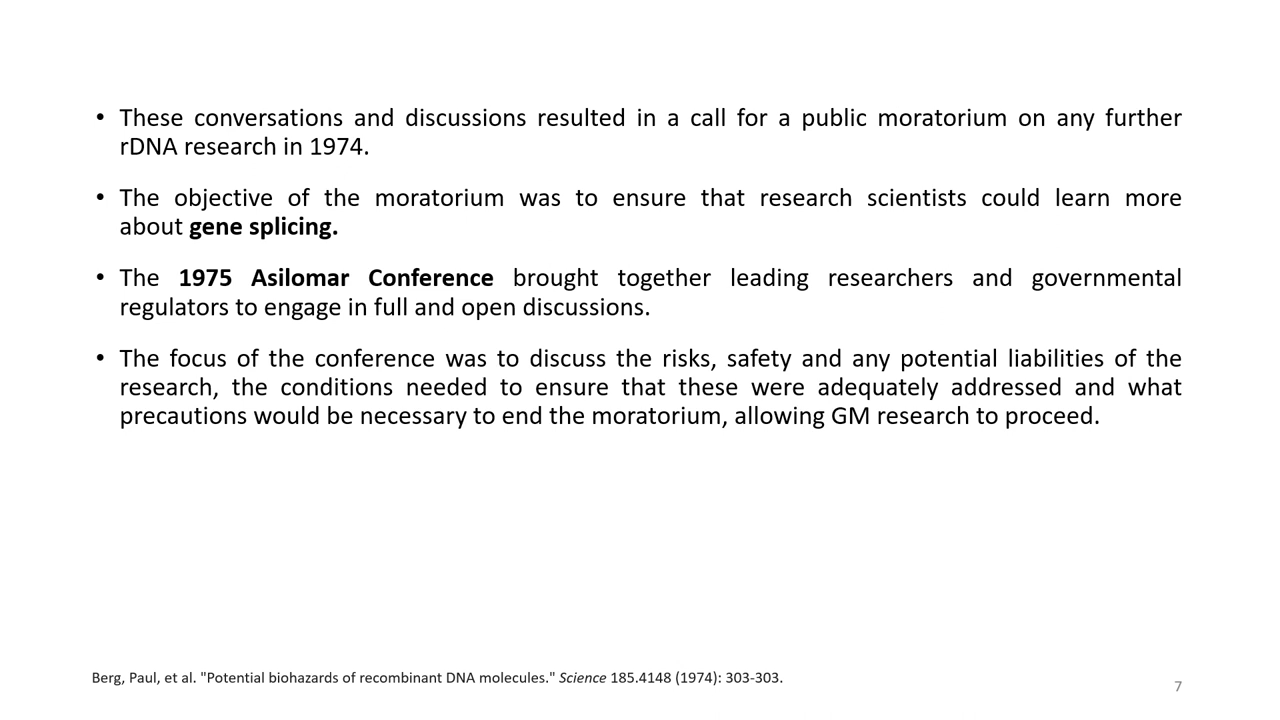 • These conversations and discussions resulted in a call for a public moratorium on any further
rDNA research in 1974.
• The objective of the moratorium was to ensure that research scientists could learn more
about gene splicing.
• The 1975 Asilomar Conference brought together leading researchers and governmental
regulators to engage in full and open discussions.
• The focus of the conference was to discuss the risks, safety and any potential liabilities of the
research, the conditions needed to ensure that these were adequately addressed and what
precautions would be necessary to end the moratorium, allowing GM research to proceed.
Berg, Paul, et al. "Potential biohazards of recombinant DNA molecules." Science 185.4148 (1974): 303-303.
7